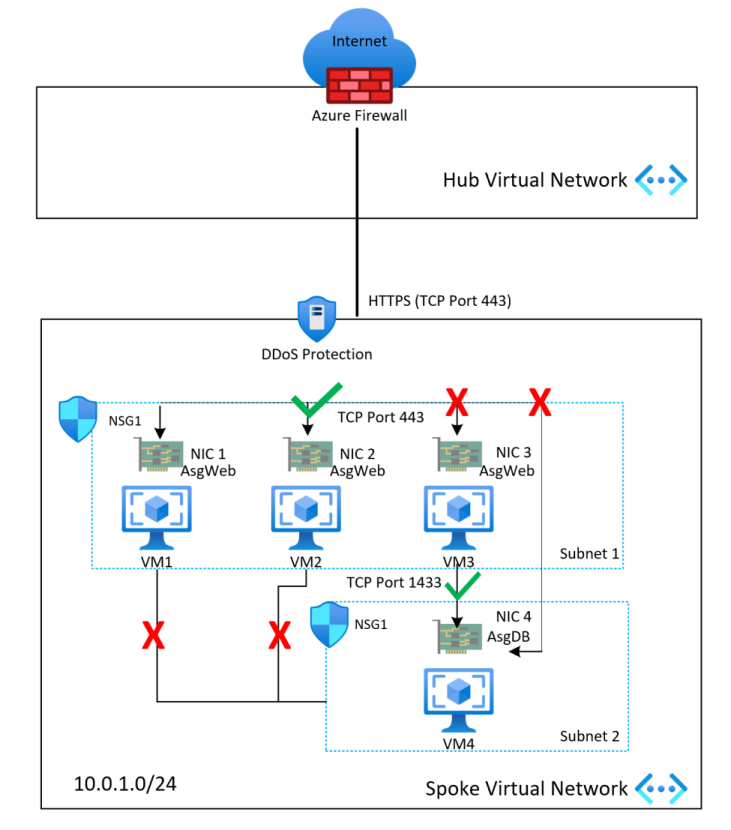 Internet
Azure Firewall
Hub Virtual Network
HTTPS (TCP Port 443)
DDoS Protection
NSG1
TCP Port 443
NIC 1
AsgWeb
NIC 2
AsgWeb
NIC 3
AsgWeb
VM1
VM2
VM3
Subnet 1
TCP Port 1433
NSG1
NIC 4
AsgDB
VM4
Subnet 2
10.0.1.0/24
Spoke Virtual Network